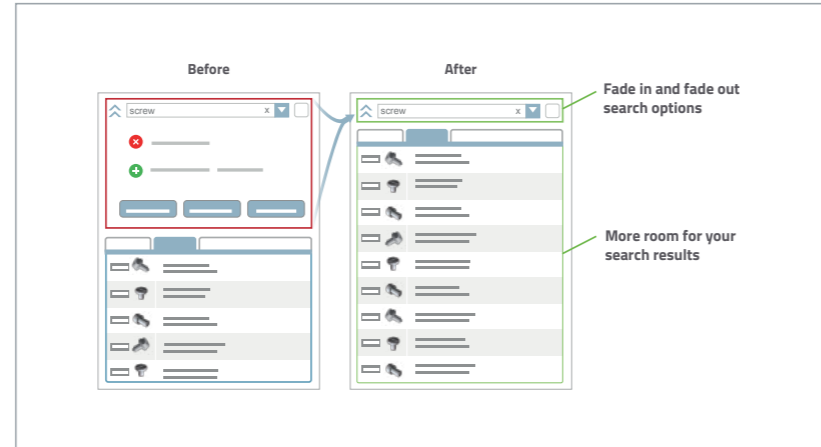 Before
After
screw x
screw x
Fade in and fade out
search options
More room for your
search results